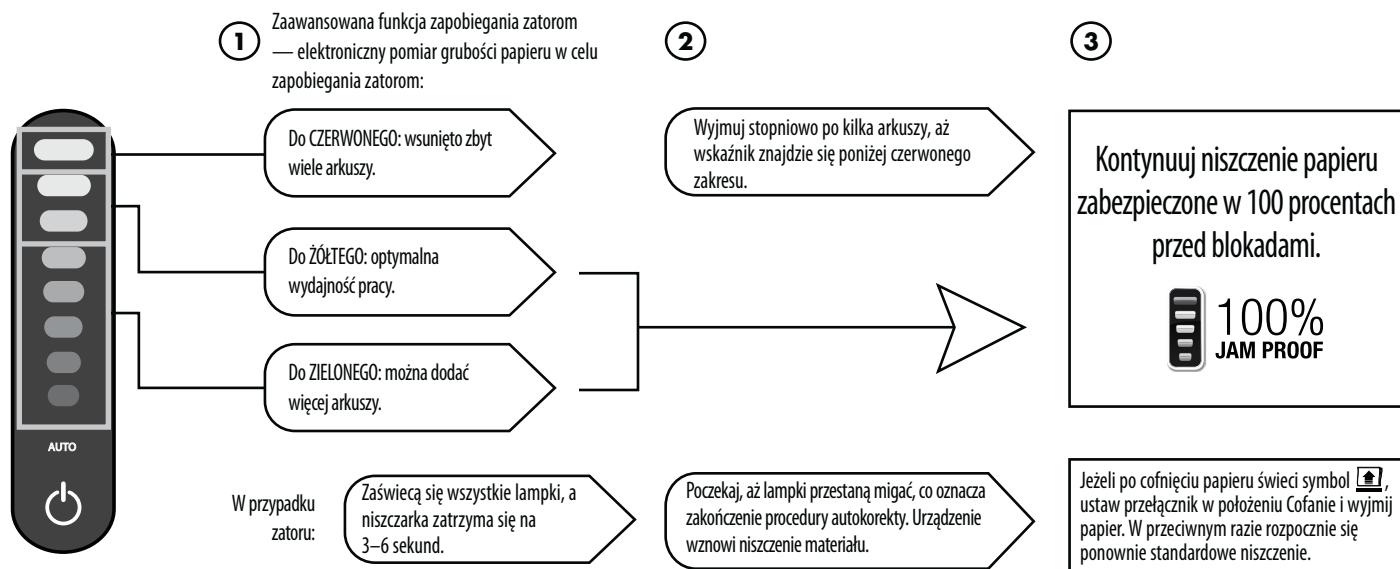 1
Zaawansowana funkcja zapobiegania zatorom
— elektroniczny pomiar grubości papieru w celu
zapobiegania zatorom:
Do CZERWONEGO: wsunięto zbyt
wiele arkuszy.
Do ŻÓŁTEGO: optymalna
wydajność pracy.
Do ZIELONEGO: można dodać
więcej arkuszy.
2
Wyjmuj stopniowo po kilka arkuszy, aż
wskaźnik znajdzie się poniżej czerwonego
zakresu.
3
Kontynuuj niszczenie papieru
zabezpieczone w 100 procentach
przed blokadami.
100%
JAM PROOF
AUTO
W przypadku
zatoru:
Zaświecą się wszystkie lampki, a
niszczarka zatrzyma się na
3–6 sekund.
Poczekaj, aż lampki przestaną migać, co oznacza
zakończenie procedury autokorekty. Urządzenie
wznowi niszczenie materiału.
Jeżeli po cofnięciu papieru świeci symbol ,
ustaw przełącznik w położeniu Cofanie i wyjmij
papier. W przeciwnym razie rozpocznie się
ponownie standardowe niszczenie.